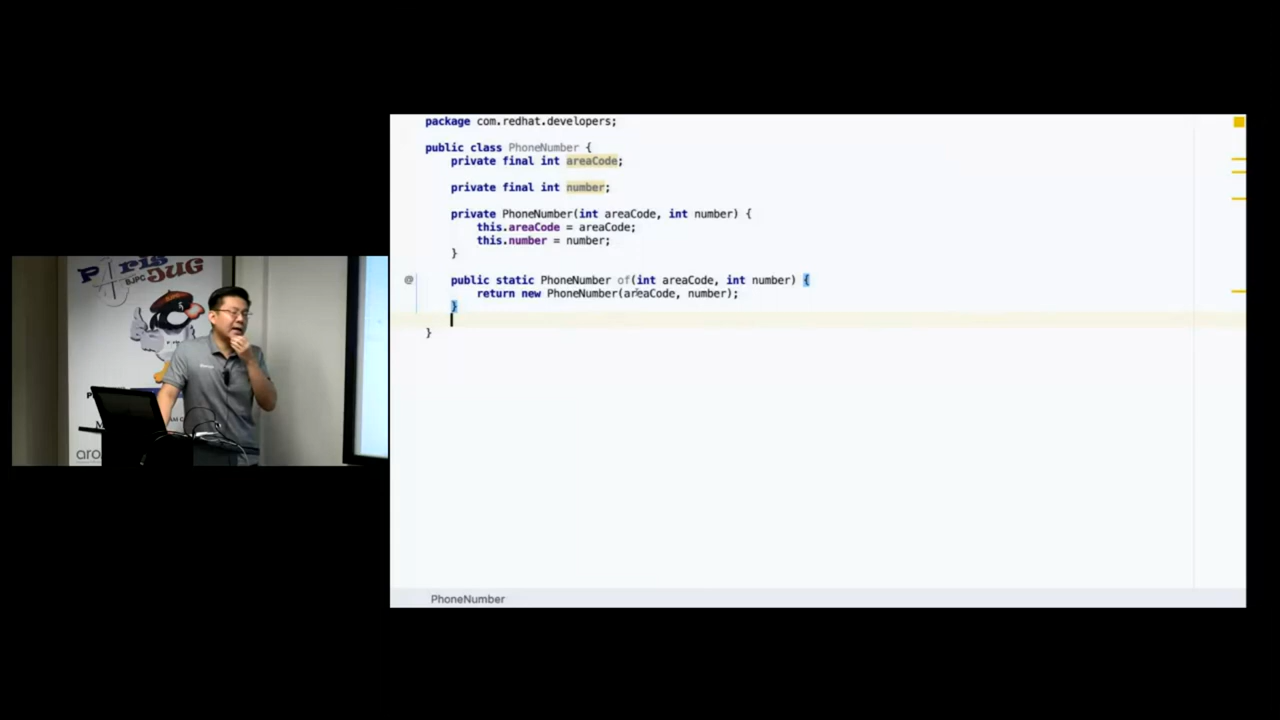 Paris
BJPC JUG
package com.redhat.developers;
public class PhoneNumber {
private final int areaCode;
private final int number;
private PhoneNumber(int areaCode, int number) {
this.areaCode = areaCode;
this.number = number;
}
@ public static PhoneNumber of(int areaCode, int number) {
return new PhoneNumber(areaCode, number);
}
}
PhoneNumber